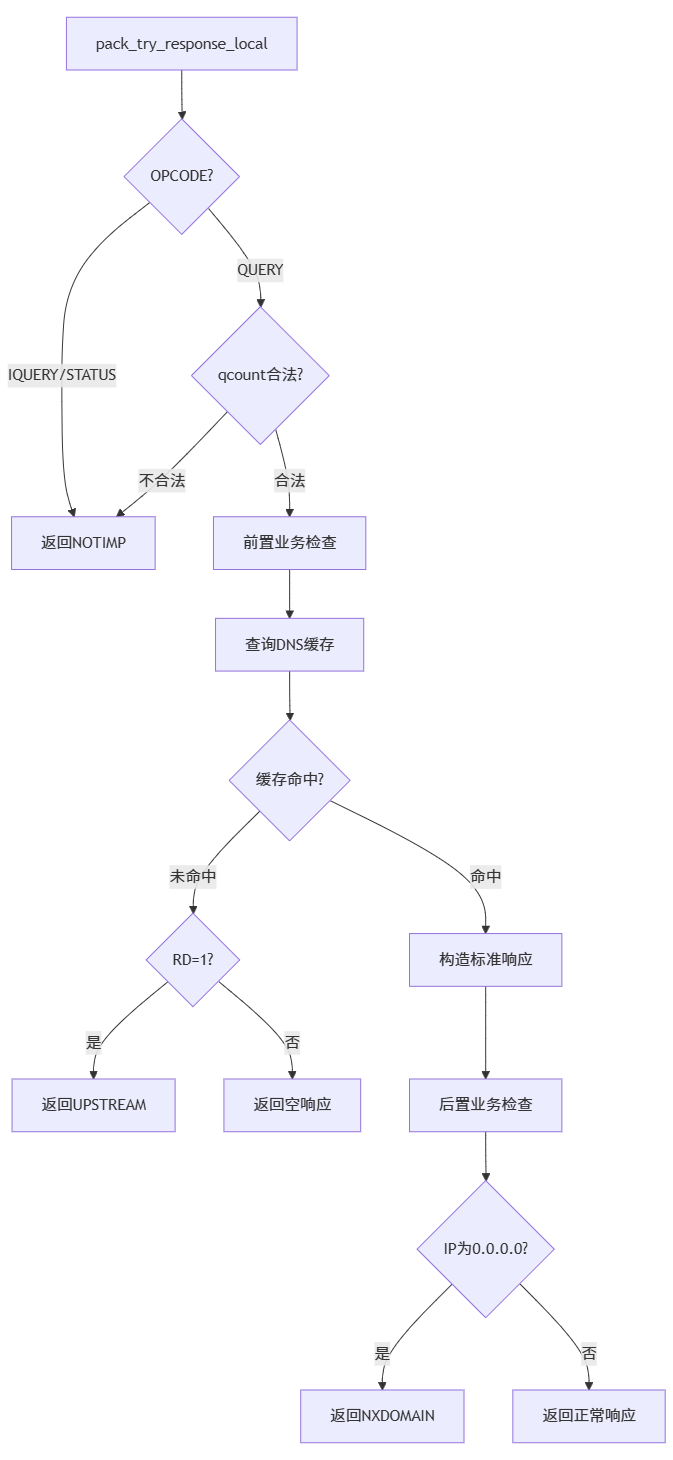 pack_try_response_local
OPCODE?
QUERY
IQUERY/STATUS
qcount合法?
不合法
合法
返回NOTIMP
前置业务检查
查询DNS缓存
缓存命中?
未命中
命中
RD=1?
构造标准响应
是
否
返回UPSTREAM
返回空响应
后置业务检查
IP为0.0.0.0?
是
否
返回NXDOMAIN
返回正常响应